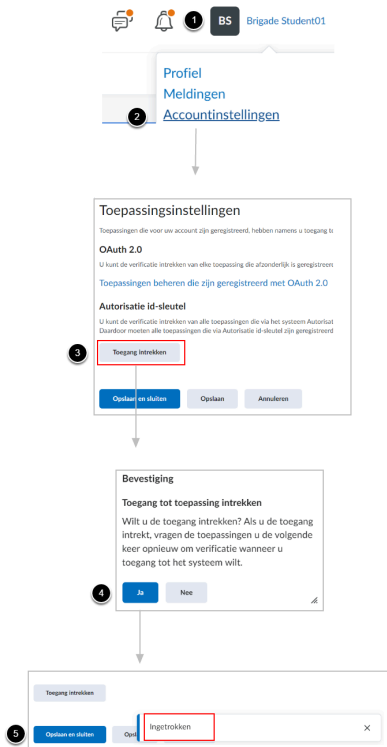 1 BS Brigade Student01
Profiel
Meldingen
2 Accountinstellingen
Toepassingsinstellingen
Toepassingen die voor uw account zijn geregistreerd, hebben namens u toegang
OAuth 2.0
U kunt de verificatie intrekken van elke toepassing die afzonderlijk is
Toepassingen beheren die zijn geregistreerd met OAuth 2.0
Autorisatie id-sleutel
U kunt de verificatie intrekken van alle toepassingen die via het systeem
Daardoor moeten alle toepassingen die via Autorisatie id-sleutel zijn geregistreerd
3 Toegang intrekken
Opslaan en sluiten Opslaan Annuleren
Bevestiging
Toegang tot toepassing intrekken
Wilt u de toegang intrekken? Als u de toegang
intrekt, vragen de toepassingen u de volgende
keer opnieuw om verificatie wanneer u
toegang tot het systeem wilt.
4 Ja Nee
Toegang intrekken
Ingetrokken
5 Opslaan en sluiten